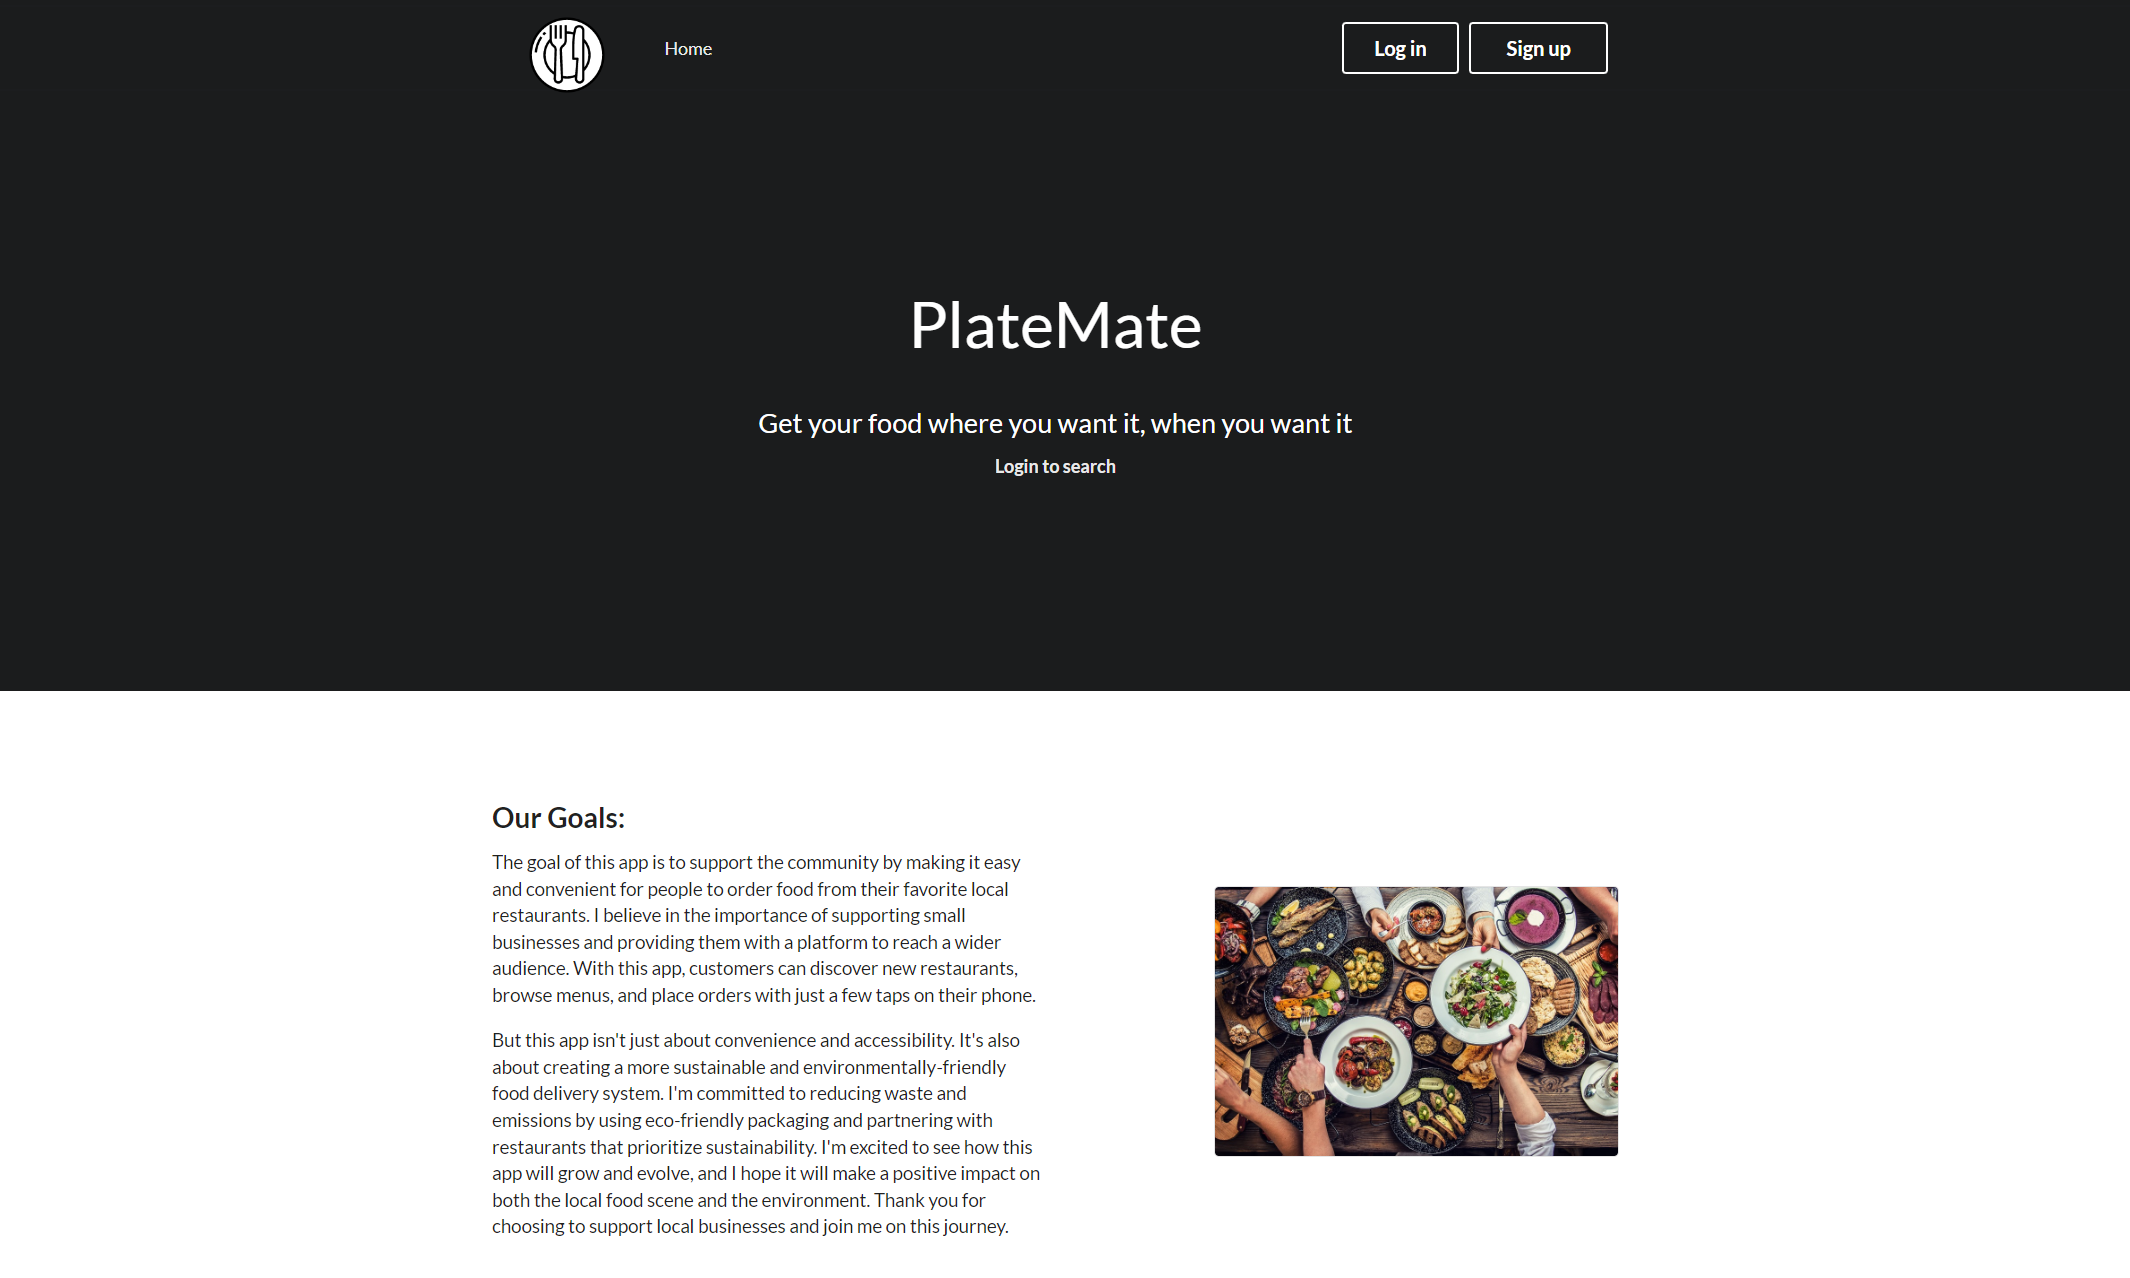 Home
Log in
Sign up
PlateMate
Get your food where you want it, when you want it
Login to search
Our Goals:
The goal of this app is to support the community by making it easy
and convenient for people to order food from their favorite local
restaurants. I believe in the importance of supporting small
businesses and providing them with a platform to reach a wider
audience. With this app, customers can discover new restaurants,
browse menus, and place orders with just a few taps on their phone.
But this app isn't just about convenience and accessibility. It's also
about creating a more sustainable and environmentally-friendly
food delivery system. I'm committed to reducing waste and
emissions by using eco-friendly packaging and partnering with
restaurants that prioritize sustainability. I'm excited to see how this
app will grow and evolve, and I hope it will make a positive impact on
both the local food scene and the environment. Thank you for
choosing to support local businesses and join me on this journey.